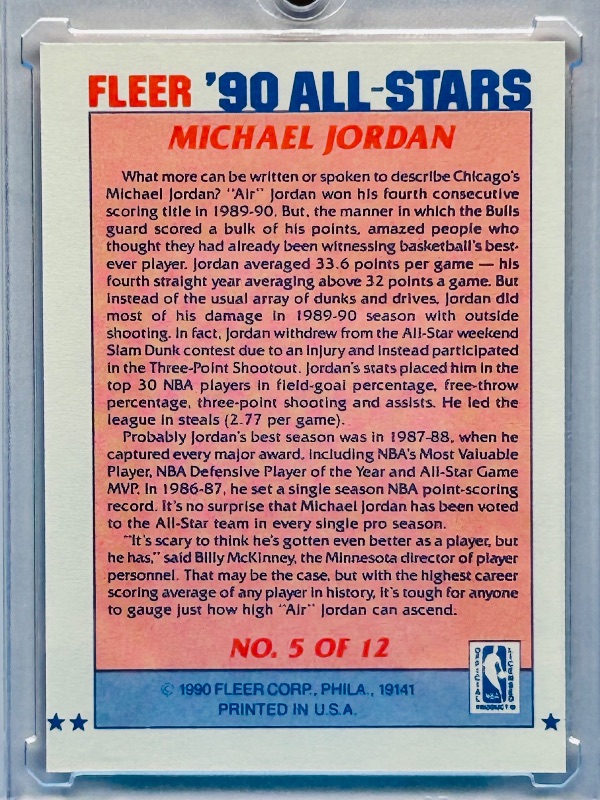 FLEER '90 ALL-STARS
MICHAEL JORDAN
What more can be written or spoken to describe Chicago's
Michael Jordan? "Air" Jordan won his fourth consecutive
scoring title in 1989-90. But, the manner in which the Bulls
guard scored a bulk of his points, amazed people who
thought they had already been witnessing basketball's best-
ever player. Jordan averaged 33.6 points per game — his
fourth straight year averaging above 32 points a game. But
instead of the usual array of dunks and drives, Jordan did
most of his damage in 1989-90 season with outside
shooting. In fact, Jordan withdrew from the All-Star weekend
Slam Dunk contest due to an injury and instead participated
in the Three-Point Shootout. Jordan's stats placed him in the
top 30 NBA players in field-goal percentage, free-throw
percentage, three-point shooting and assists. He led the
league in steals (2.77 per game).
Probably Jordan's best season was in 1987-88, when he
captured every major award, including NBA's Most Valuable
Player, NBA Defensive Player of the Year and All-Star Game
MVP. In 1986-87, he set a single season NBA point-scoring
record. It's no surprise that Michael Jordan has been voted
to the All-Star team in every single pro season.
"It's scary to think he's gotten even better as a player, but
he has," said Billy McKinney, the Minnesota director of player
personnel. That may be the case, but with the highest career
scoring average of any player in history, it's tough for anyone
to gauge just how high "Air" Jordan can ascend.
NO. 5 OF 12
OFFICIAL
LICENSED
PRODUCT
© 1990 FLEER CORP., PHILA., 19141
PRINTED IN U.S.A.